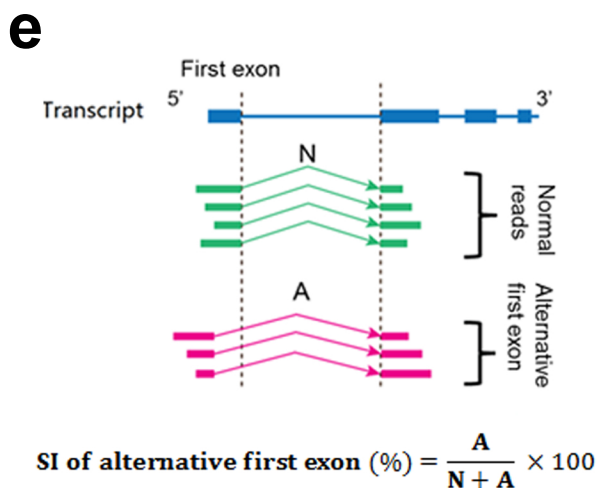 e
First exon
5’
3’
Transcript
N
Normal
reads
A
Alternative
first exon
SI of alternative first exon (%) = A / N + A × 100